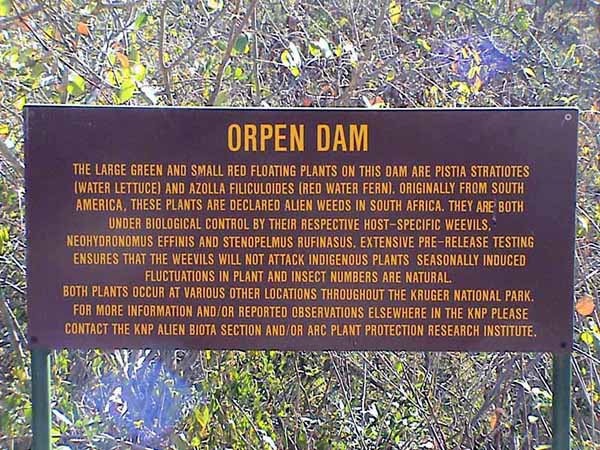 ORPEN DAM
THE LARGE GREEN AND SMALL RED FLOATING PLANTS ON THIS DAM ARE PISTIA STRATIOTES
(WATER LETTUCE) AND AZOLLA FILICULOIDES (RED WATER FERN). ORIGINALLY FROM SOUTH
AMERICA, THESE PLANTS ARE DECLARED ALIEN WEEDS IN SOUTH AFRICA. THEY ARE BOTH
UNDER BIOLOGICAL CONTROL BY THEIR RESPECTIVE HOST-SPECIFIC WEEVILS,
NEOHYDRONOMUS EFFINIS AND STENOPELMUS RUFINASUS. EXTENSIVE PRE-RELEASE TESTING
ENSURES THAT THE WEEVILS WILL NOT ATTACK INDIGENOUS PLANTS SEASONALLY INDUCED
FLUCTUATIONS IN PLANT AND INSECT NUMBERS ARE NATURAL.
BOTH PLANTS OCCUR AT VARIOUS OTHER LOCATIONS THROUGHOUT THE KRUGER NATIONAL PARK.
FOR MORE INFORMATION AND/OR REPORTED OBSERVATIONS ELSEWHERE IN THE KNP PLEASE
CONTACT THE KNP ALIEN BIOTA SECTION AND/OR ARC PLANT PROTECTION RESEARCH INSTITUTE.